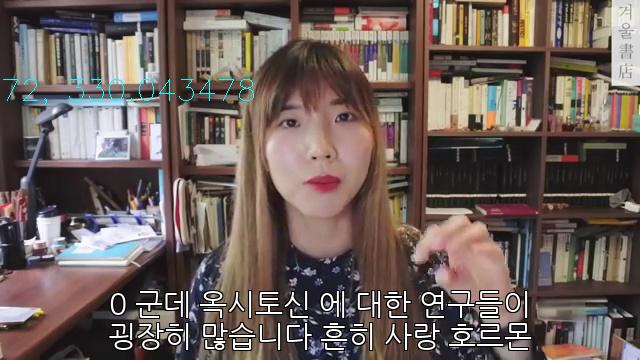 겨울書店
72, 330.043478
0 군데 옥시토신 에 대한 연구들이
굉장히 많습니다 흔히 사랑 호르몬